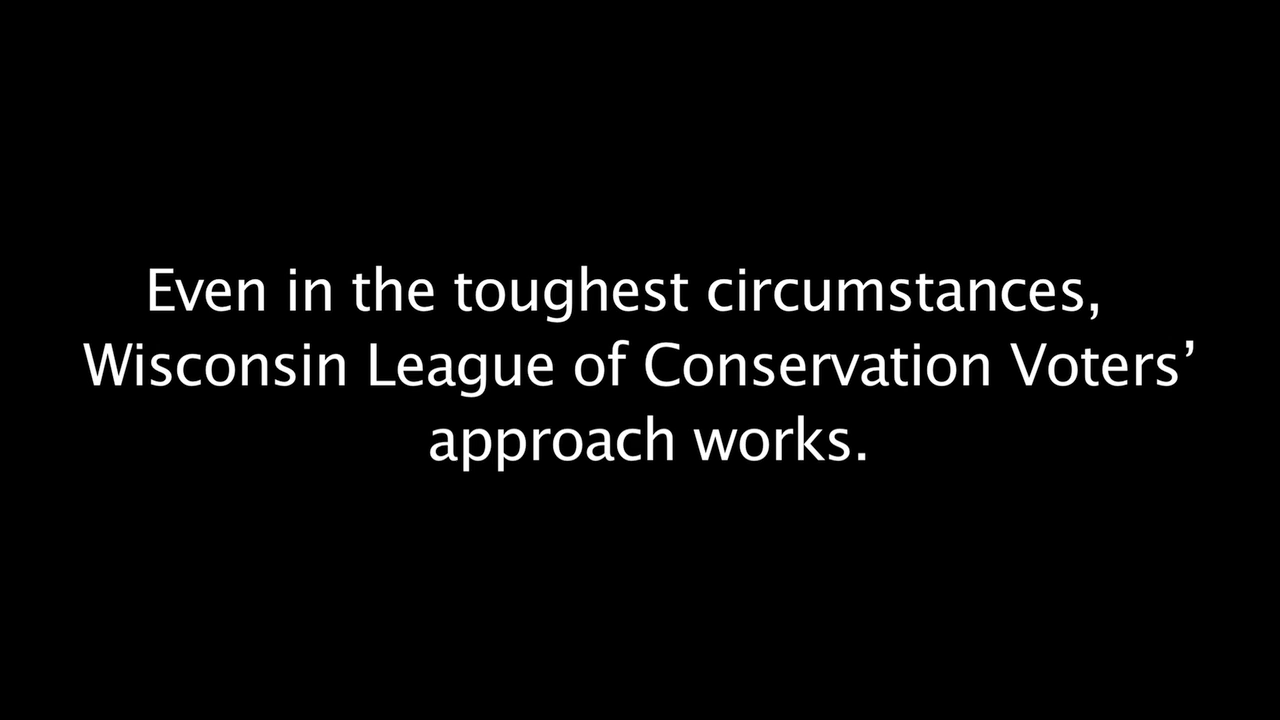 Even in the toughest circumstances,
Wisconsin League of Conservation Voters’
approach works.